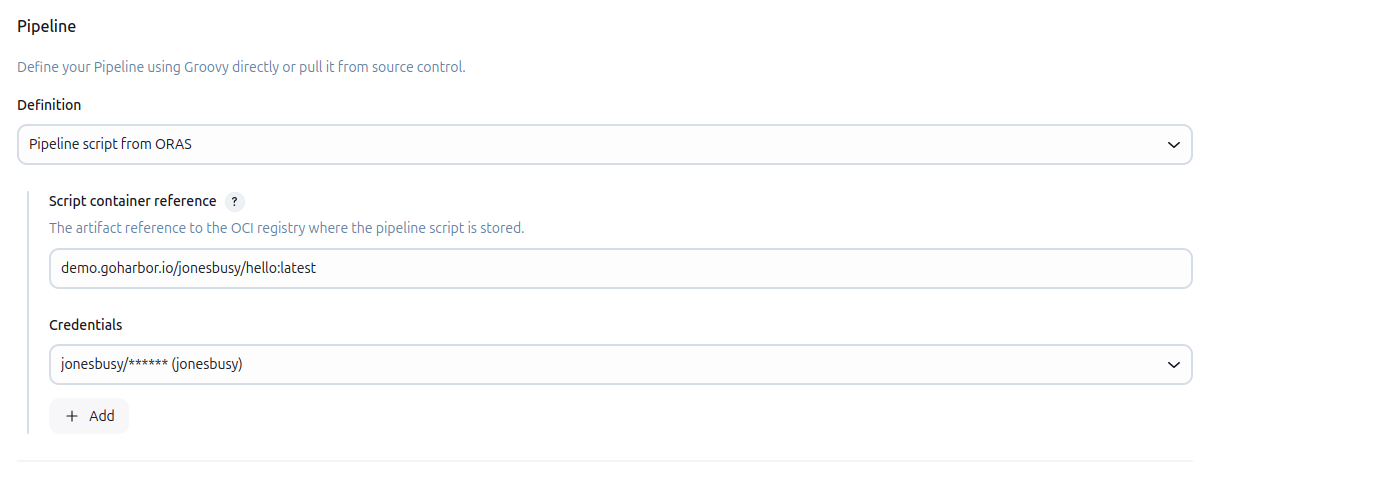 Pipeline
Define your Pipeline using Groovy directly or pull it from source control.
Definition
Pipeline script from ORAS
Script container reference ?
The artifact reference to the OCI registry where the pipeline script is stored.
demo.goharbor.io/jonesbusy/hello:latest
Credentials
jonesbusy/****** (jonesbusy)
+ Add